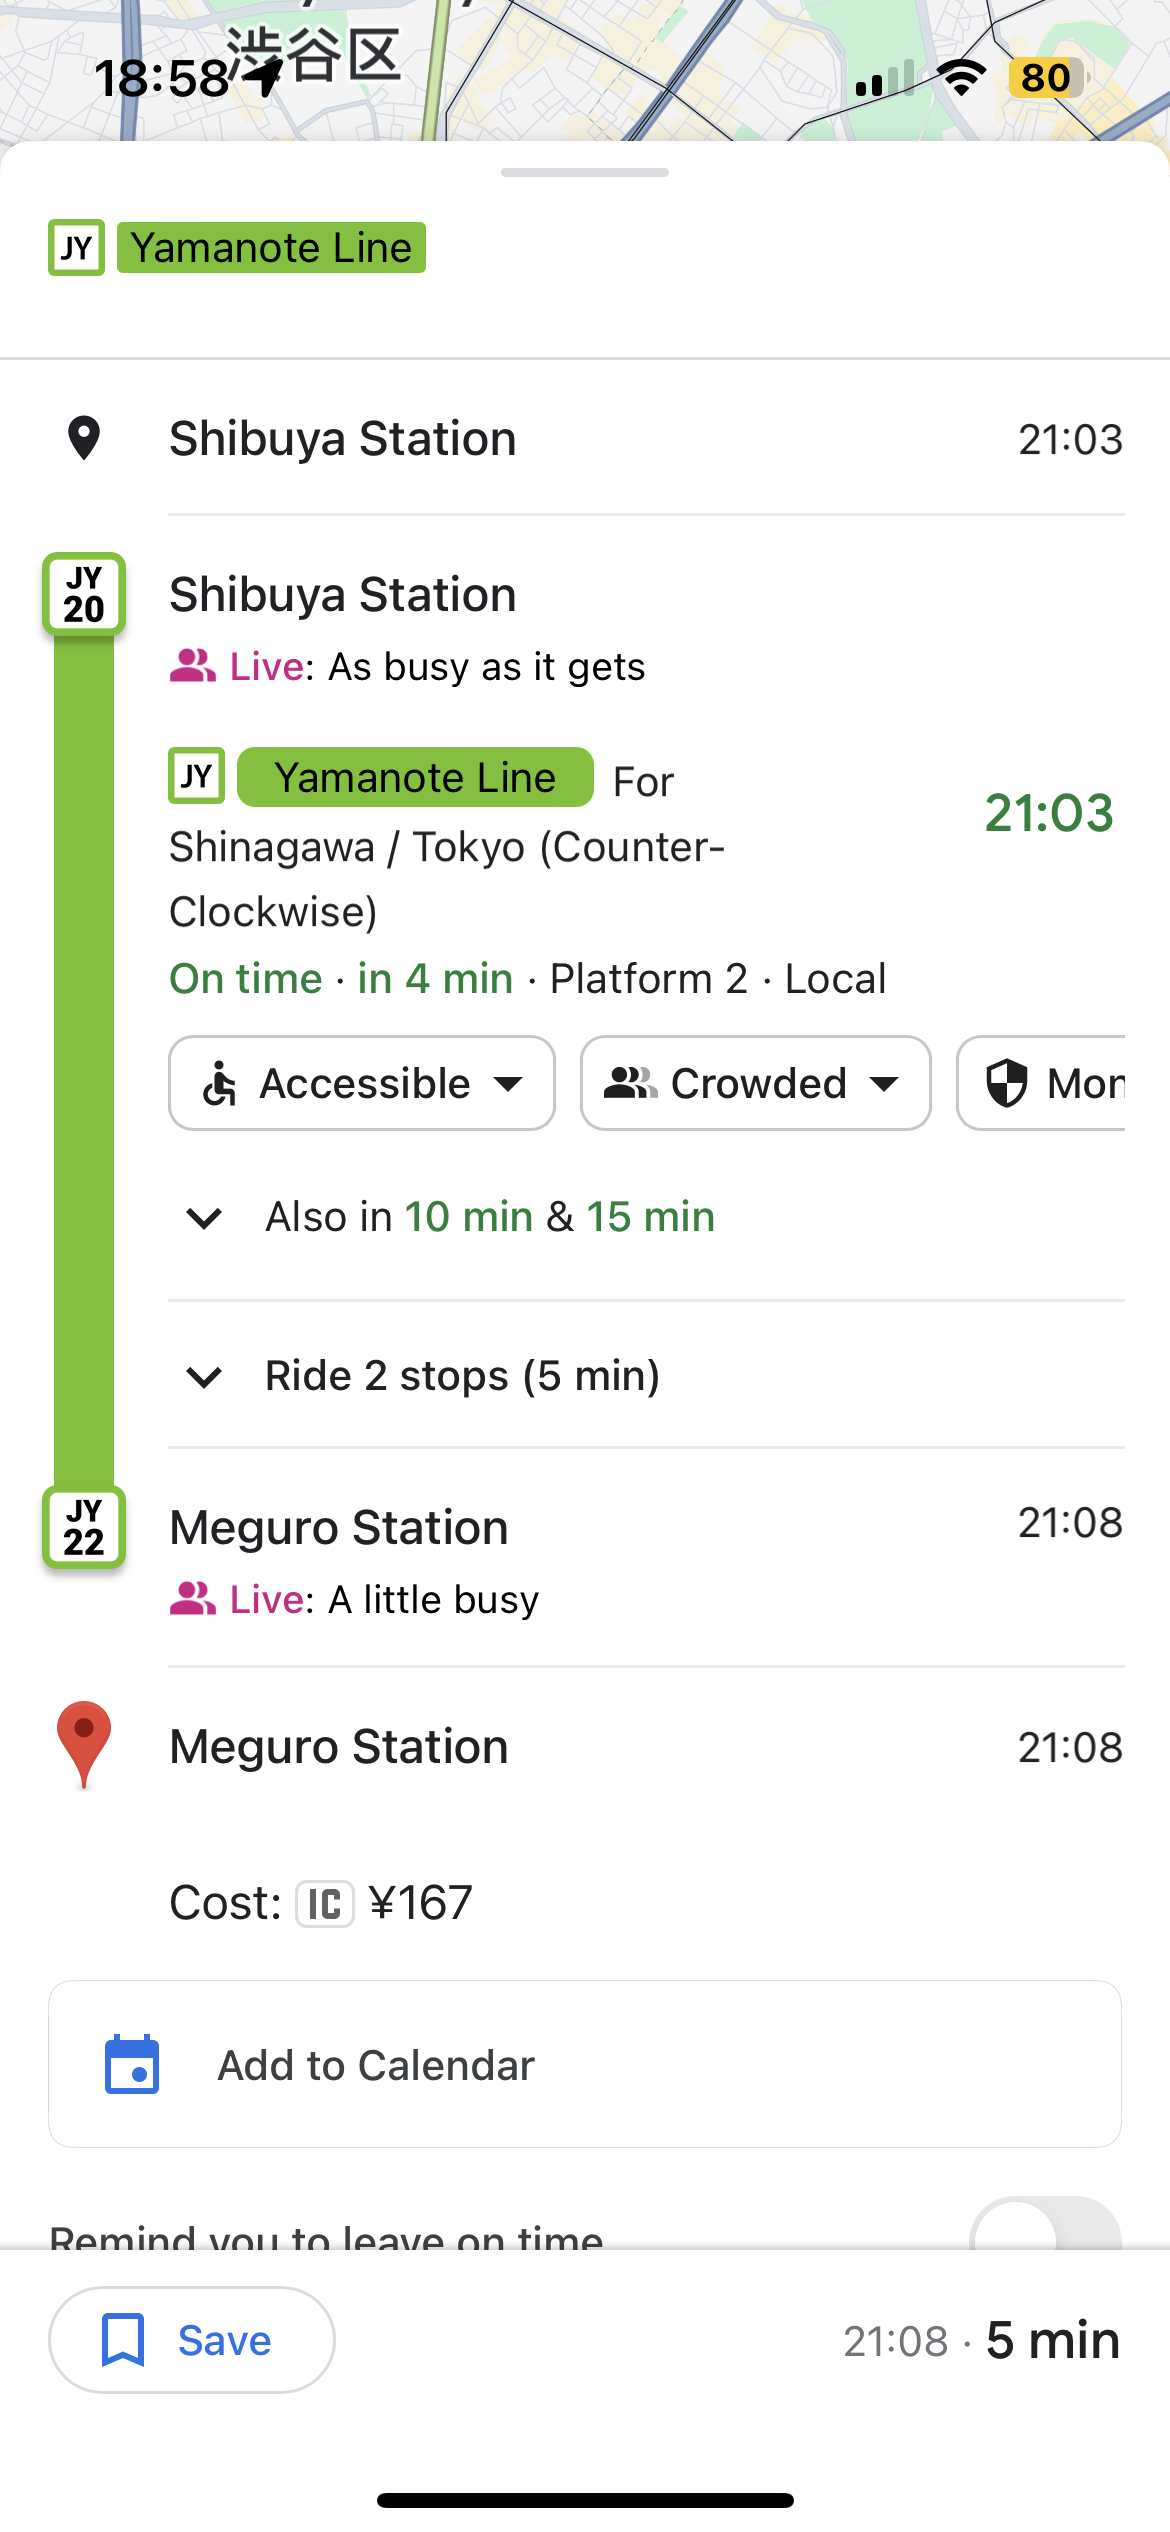 渋谷区
18:58
80
JY Yamanote Line
Shibuya Station 21:03
JY 20
Shibuya Station
Live: As busy as it gets
JY Yamanote Line For
Shinagawa / Tokyo (Counter-
Clockwise)
21:03
On time · in 4 min · Platform 2 · Local
Accessible Crowded Mon
Also in 10 min & 15 min
Ride 2 stops (5 min)
JY 22
Meguro Station 21:08
Live: A little busy
Meguro Station 21:08
Cost: IC ¥167
Add to Calendar
Remind you to leave on time
Save 21:08 · 5 min